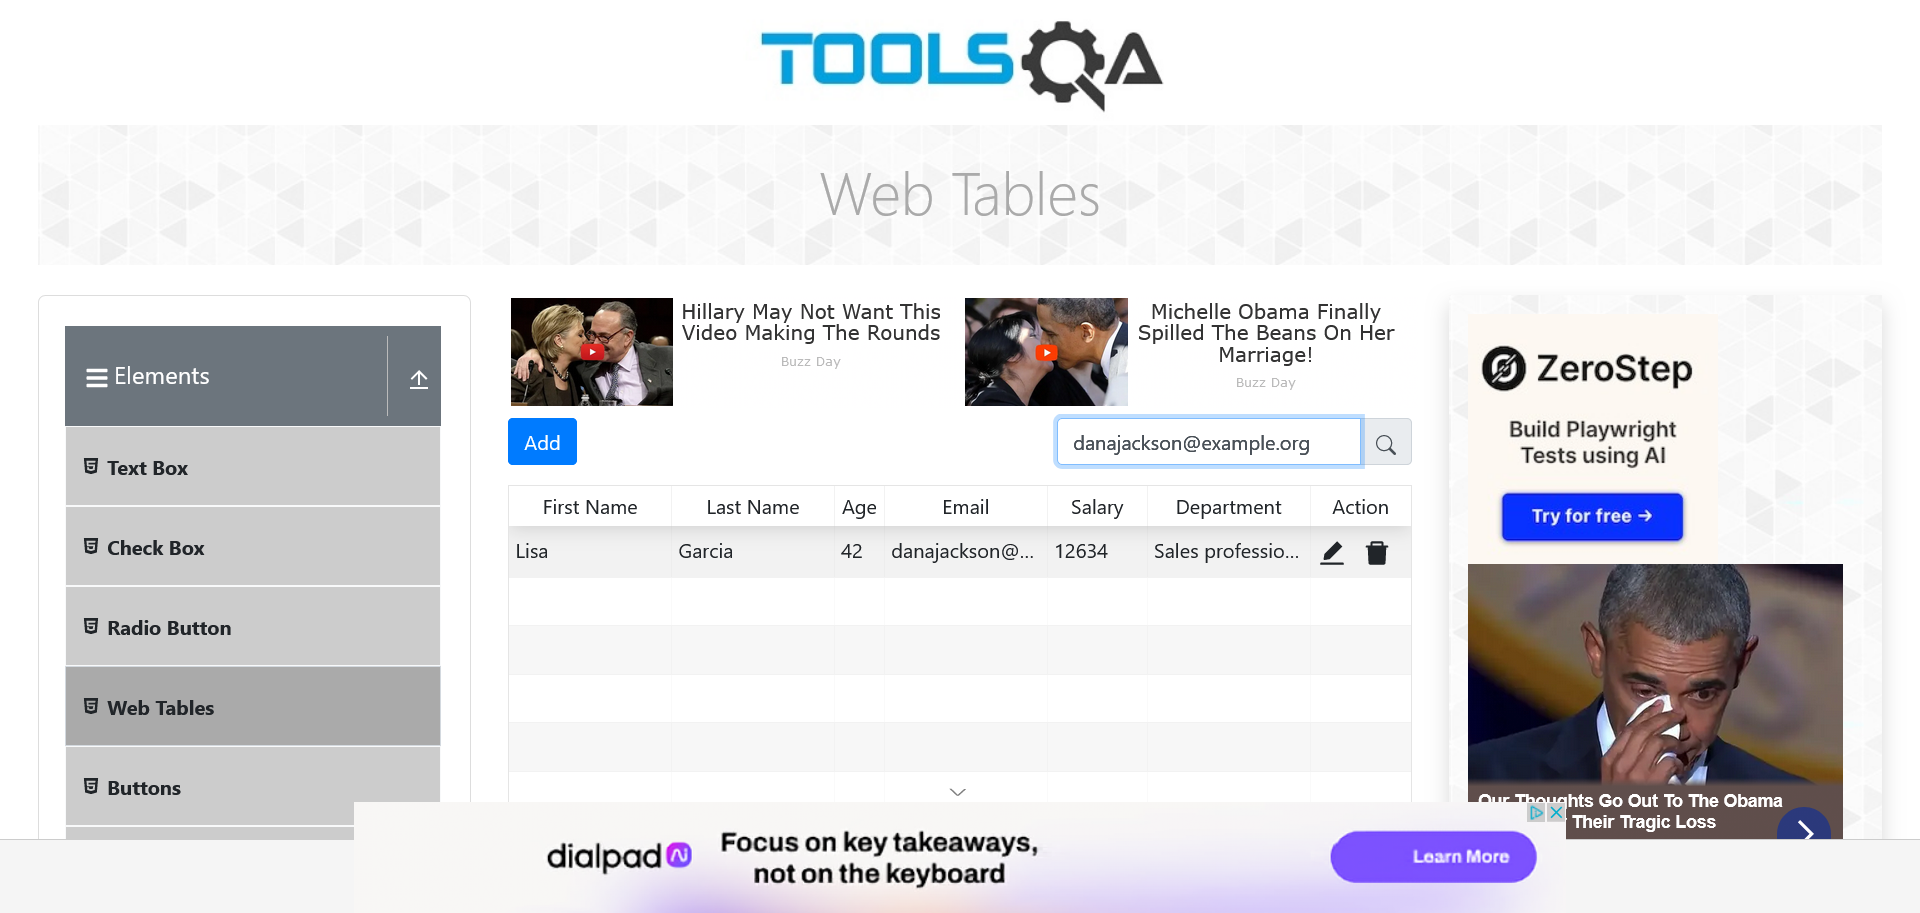 TOOLSQA
Web Tables
Elements
Text Box
Check Box
Radio Button
Web Tables
Buttons
Hillary May Not Want This
Video Making The Rounds
Buzz Day
Michelle Obama Finally
Spilled The Beans On Her
Marriage!
Buzz Day
Add
danajackson@example.org
First Name Last Name Age Email Salary Department Action
Lisa Garcia 42 danajackson@... 12634 Sales professio...
ZeroStep
Build Playwright
Tests using AI
Try for free →
Our Thoughts Go Out To The Obama
Their Tragic Loss
dialpad Ai
Focus on key takeaways,
not on the keyboard
Learn More